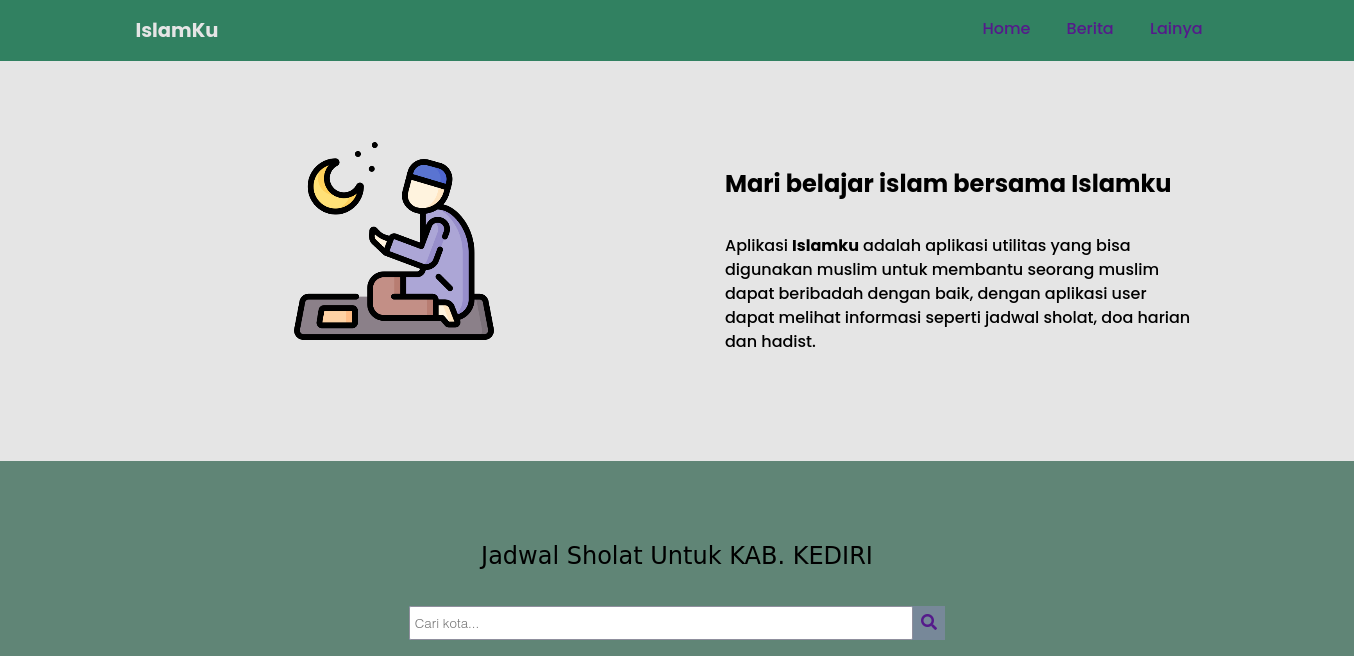 IslamKu
Home Berita Lainya
Mari belajar islam bersama Islamku
Aplikasi Islamku adalah aplikasi utilitas yang bisa
digunakan muslim untuk membantu seorang muslim
dapat beribadah dengan baik, dengan aplikasi user
dapat melihat informasi seperti jadwal sholat, doa harian
dan hadist.
Jadwal Sholat Untuk KAB. KEDIRI
Cari kota...